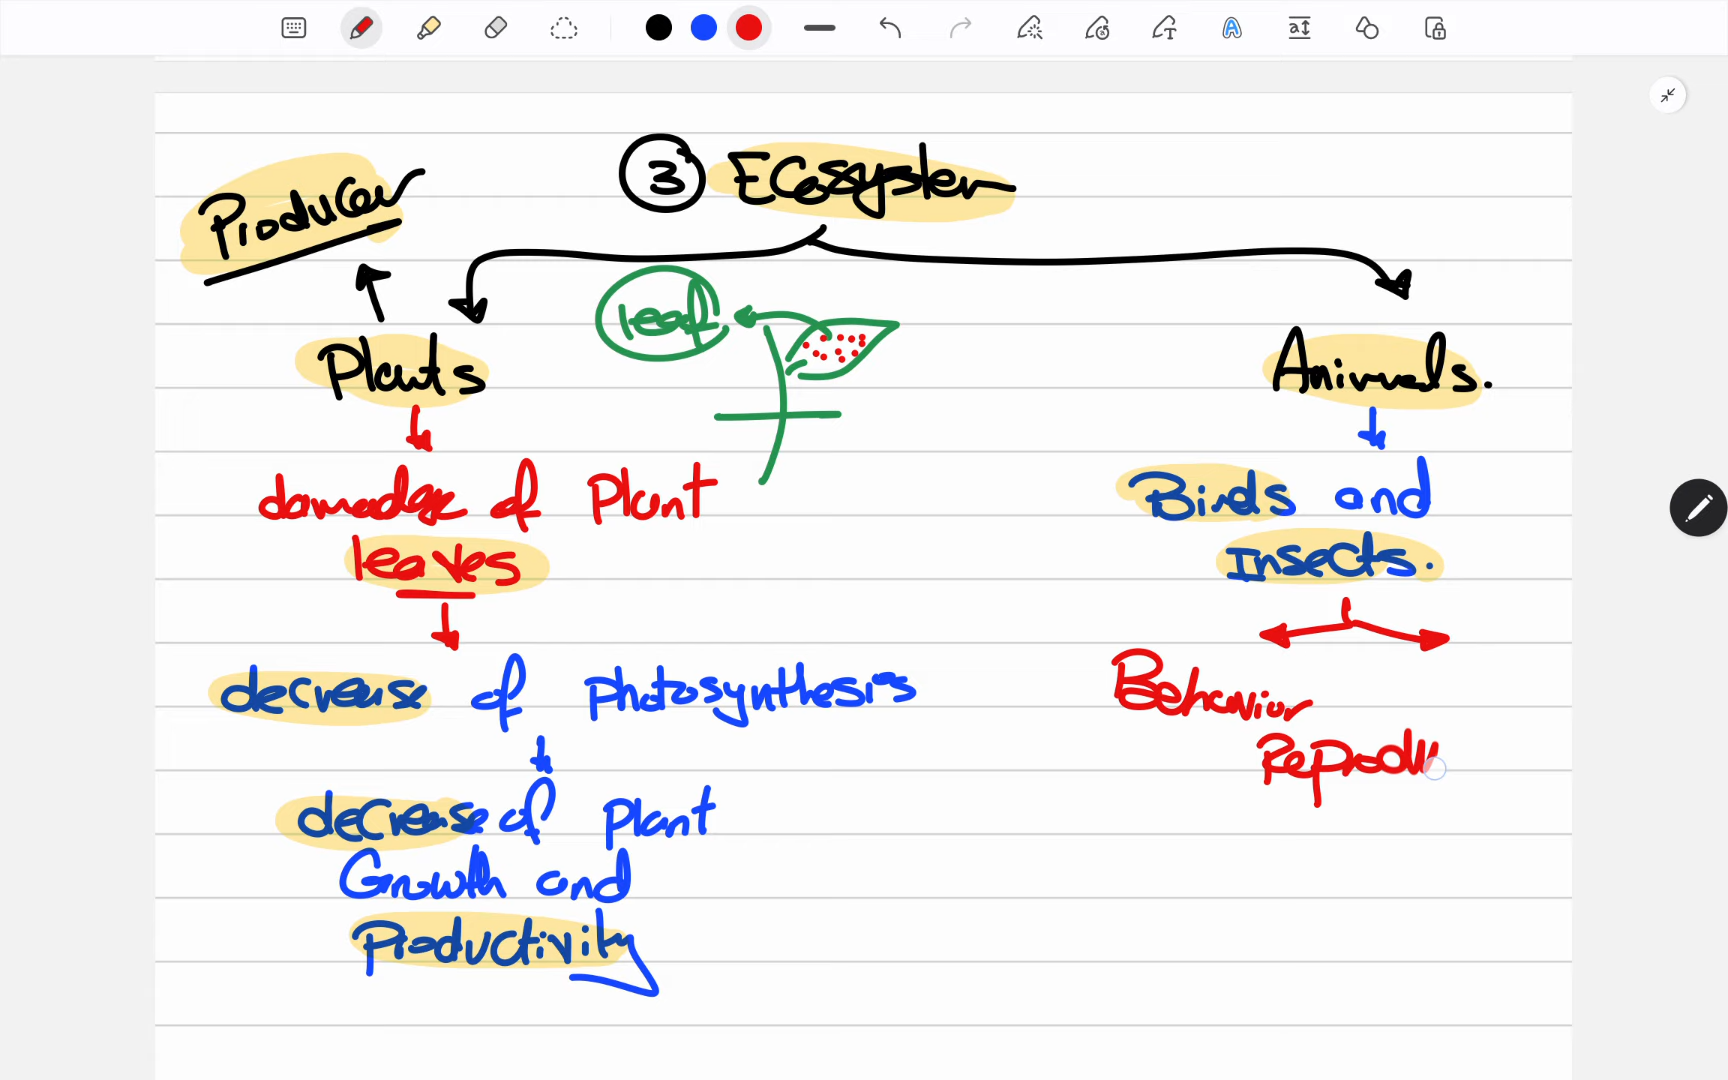 ③ Ecosystem
Producer
leaf
Plants
Animals.
damadge of Plant
leaves
Birds and
Insects.
decrease of photosynthesis
Behavior
Reprodu
decrease of plant
Growth and
Productivity